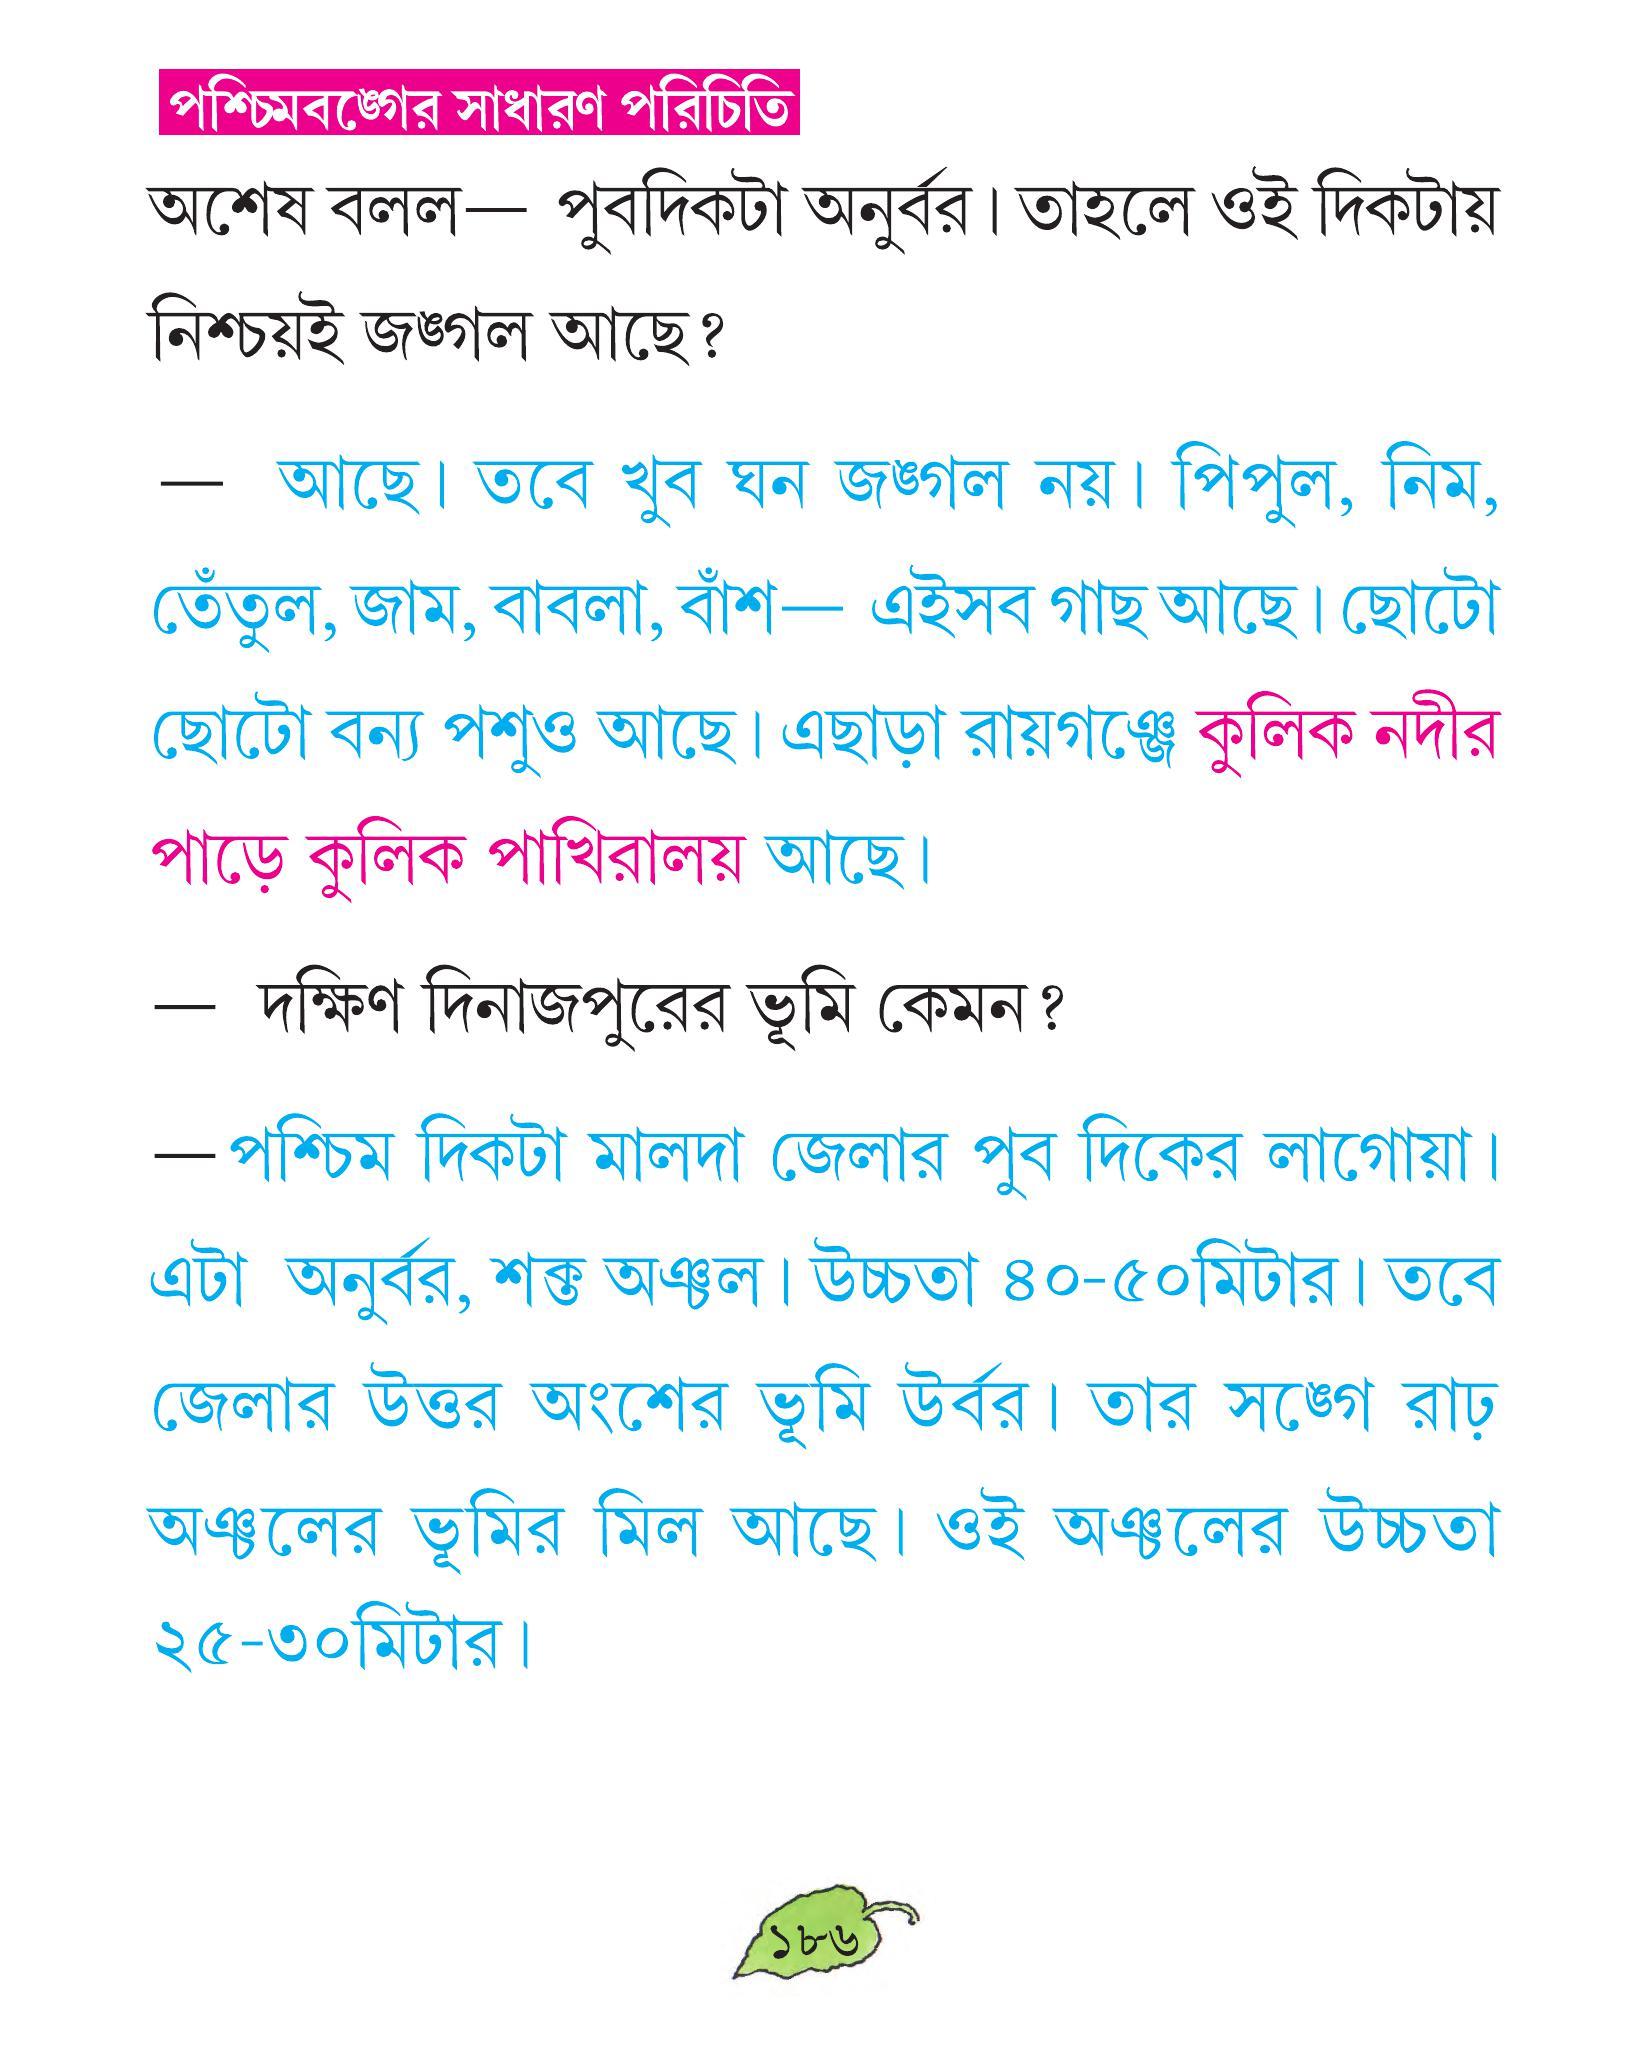 পশ্চিমবঙ্গের সাধারণ পরিচিতি
অশেষ বলল— পুবদিকটা অনুর্বর। তাহলে ওই দিকটায়
নিশ্চয়ই জঙ্গল আছে?
— আছে। তবে খুব ঘন জঙ্গল নয়। পিপুল, নিম,
তেঁতুল, জাম, বাবলা, বাঁশ— এইসব গাছ আছে। ছোটো
ছোটো বন্য পশুও আছে। এছাড়া রায়গঞ্জে কুলিক নদীর
পাড়ে কুলিক পাখিরালয় আছে।
— দক্ষিণ দিনাজপুরের ভূমি কেমন?
—পশ্চিম দিকটা মালদা জেলার পুব দিকের লাগোয়া।
এটা অনুর্বর, শক্ত অঞ্চল। উচ্চতা ৪০-৫০মিটার। তবে
জেলার উত্তর অংশের ভূমি উর্বর। তার সঙ্গে রাঢ়
অঞ্চলের ভূমির মিল আছে। ওই অঞ্চলের উচ্চতা
২৫-৩০মিটার।
১৮৬